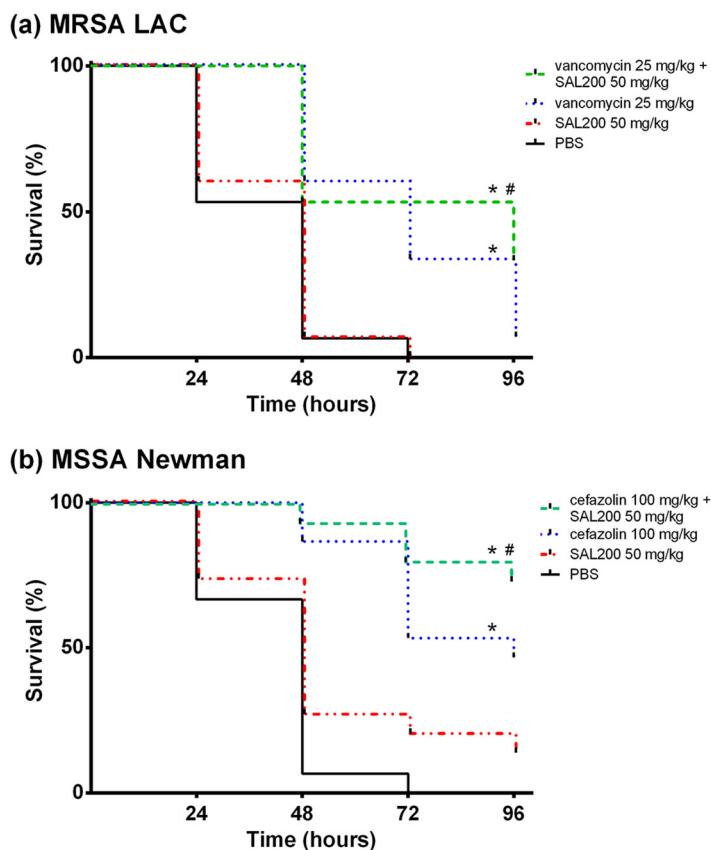 (a) MRSA LAC
100
50
0
Survival (%)
24 48 72 96
Time (hours)
* #
*
vancomycin 25 mg/kg +
SAL200 50 mg/kg
vancomycin 25 mg/kg
SAL200 50 mg/kg
PBS
(b) MSSA Newman
100
50
0
Survival (%)
24 48 72 96
Time (hours)
* #
*
cefazolin 100 mg/kg +
SAL200 50 mg/kg
cefazolin 100 mg/kg
SAL200 50 mg/kg
PBS